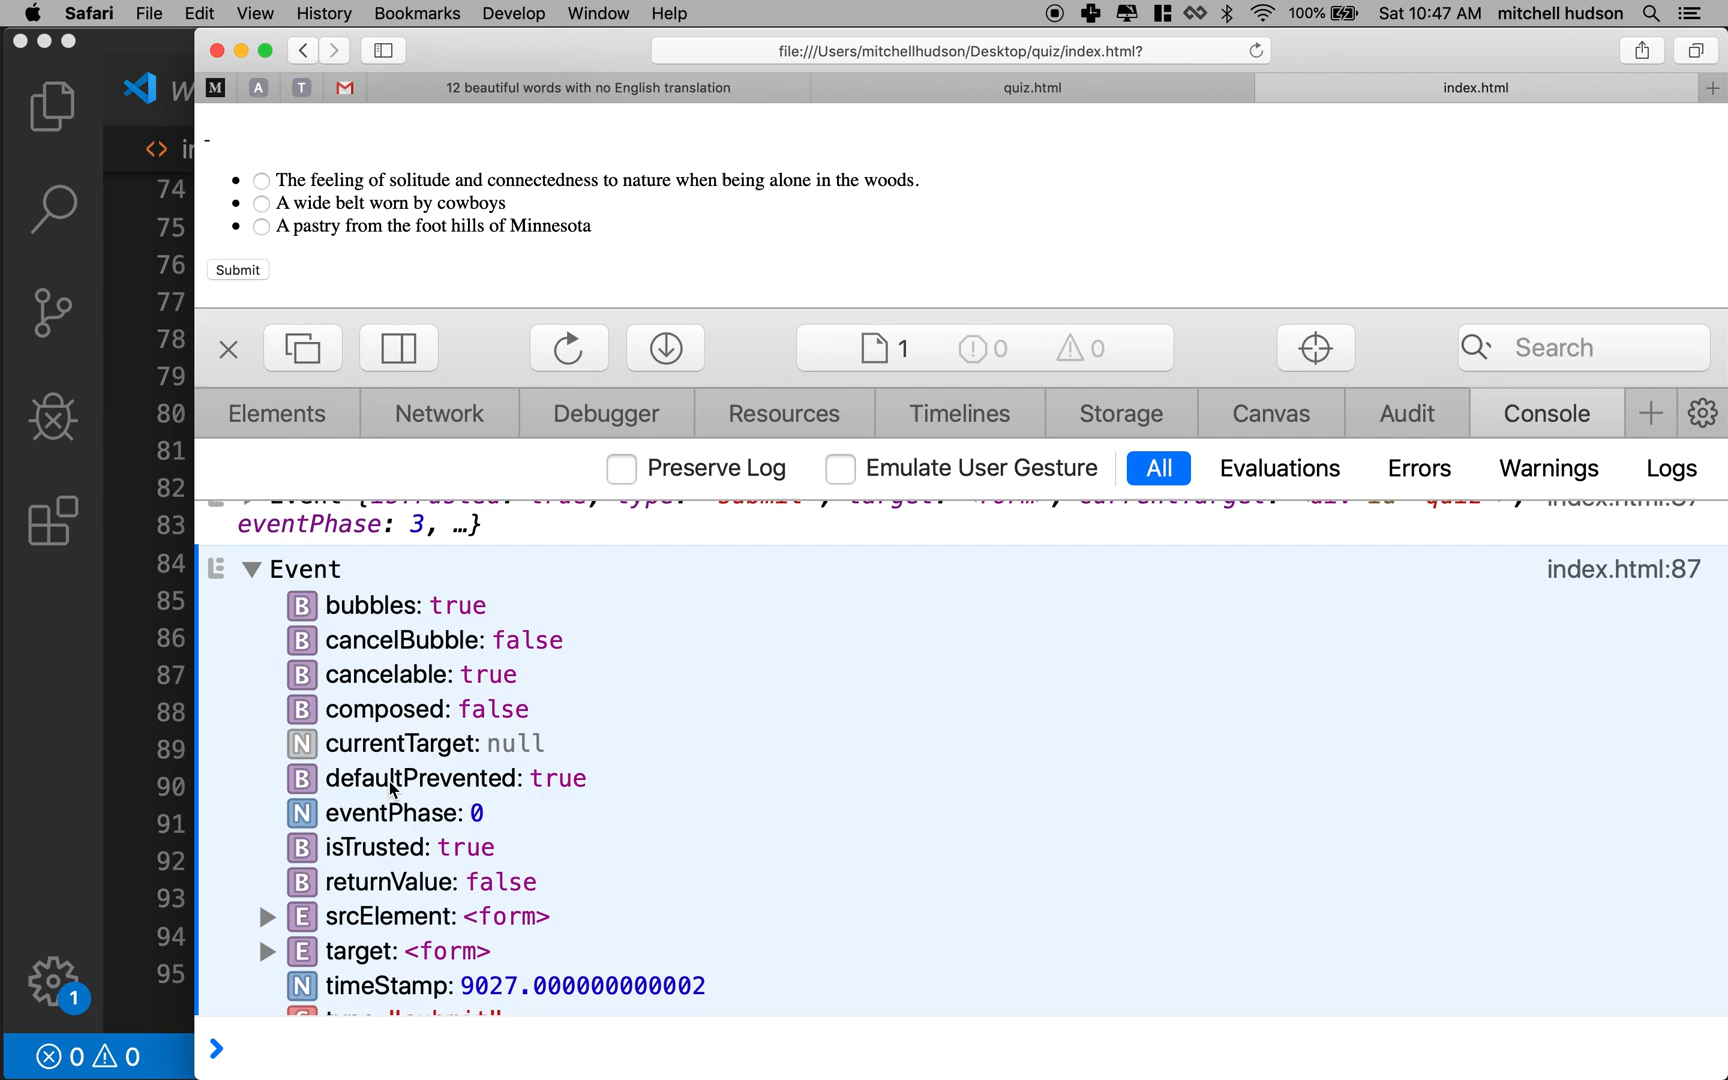 Safari File Edit View History Bookmarks Develop Window Help 100% Sat 10:47 AM mitchell hudson
file:///Users/mitchellhudson/Desktop/quiz/index.html?
M A T 12 beautiful words with no English translation quiz.html index.html
-
The feeling of solitude and connectedness to nature when being alone in the woods.
A wide belt worn by cowboys
A pastry from the foot hills of Minnesota
Submit
1 0 0 Search
Elements Network Debugger Resources Timelines Storage Canvas Audit Console
Preserve Log Emulate User Gesture All Evaluations Errors Warnings Logs
eventPhase: 3, …}
Event index.html:87
B bubbles: true
B cancelBubble: false
B cancelable: true
B composed: false
N currentTarget: null
B defaultPrevented: true
N eventPhase: 0
B isTrusted: true
B returnValue: false
E srcElement: <form>
E target: <form>
N timeStamp: 9027.000000000002
74
75
76
77
78
79
80
81
82
83
84
85
86
87
88
89
90
91
92
93
94
95
1
0 0